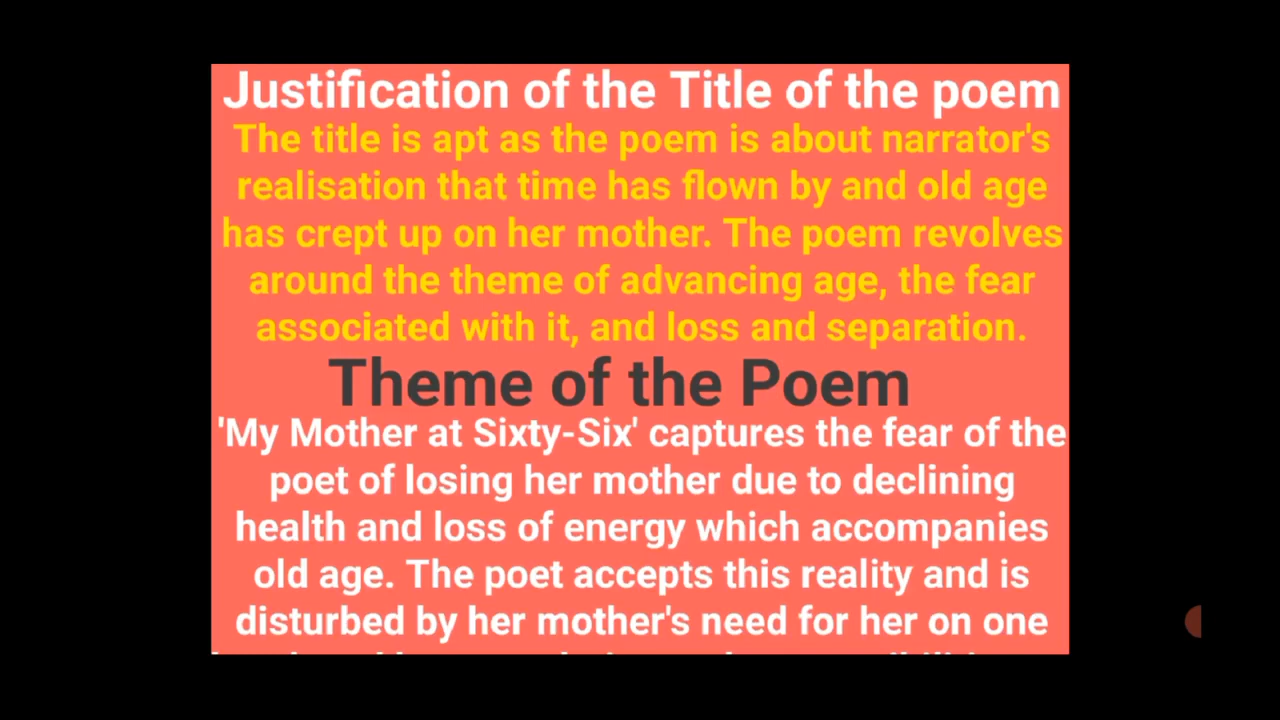 Justification of the Title of the poem
The title is apt as the poem is about narrator's
realisation that time has flown by and old age
has crept up on her mother. The poem revolves
around the theme of advancing age, the fear
associated with it, and loss and separation.
Theme of the Poem
'My Mother at Sixty-Six' captures the fear of the
poet of losing her mother due to declining
health and loss of energy which accompanies
old age. The poet accepts this reality and is
disturbed by her mother's need for her on one